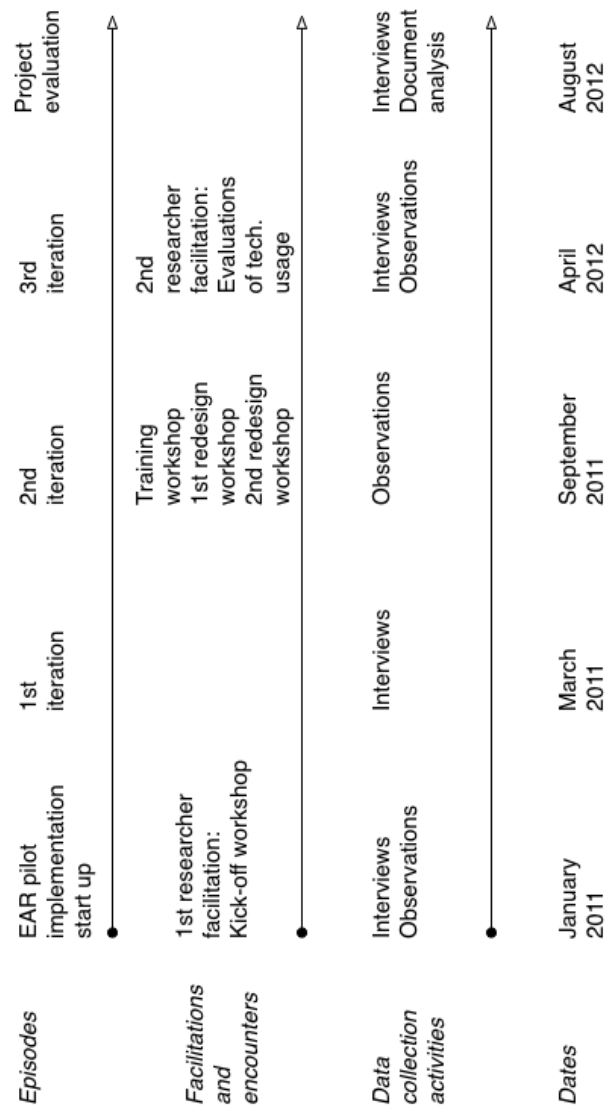 Episodes
EAR pilot
implementation
start up
1st
iteration
2nd
iteration
3rd
iteration
Project
evaluation
Facilitations
and
encounters
1st researcher
facilitation:
Kick-off workshop
Training
workshop
1st redesign
workshop
2nd redesign
workshop
2nd
researcher
facilitation:
Evaluations
of tech.
usage
Data
collection
activities
Interviews
Observations
Interviews
Observations
Interviews
Observations
Interviews
Document
analysis
Dates
January
2011
March
2011
September
2011
April
2012
August
2012